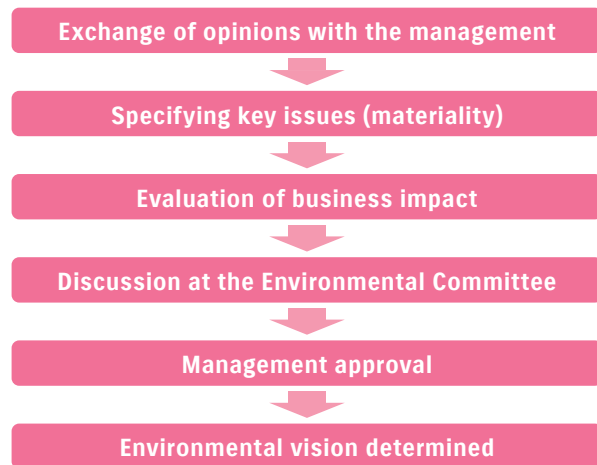 Exchange of opinions with the management
Specifying key issues (materiality)
Evaluation of business impact
Discussion at the Environmental Committee
Management approval
Environmental vision determined